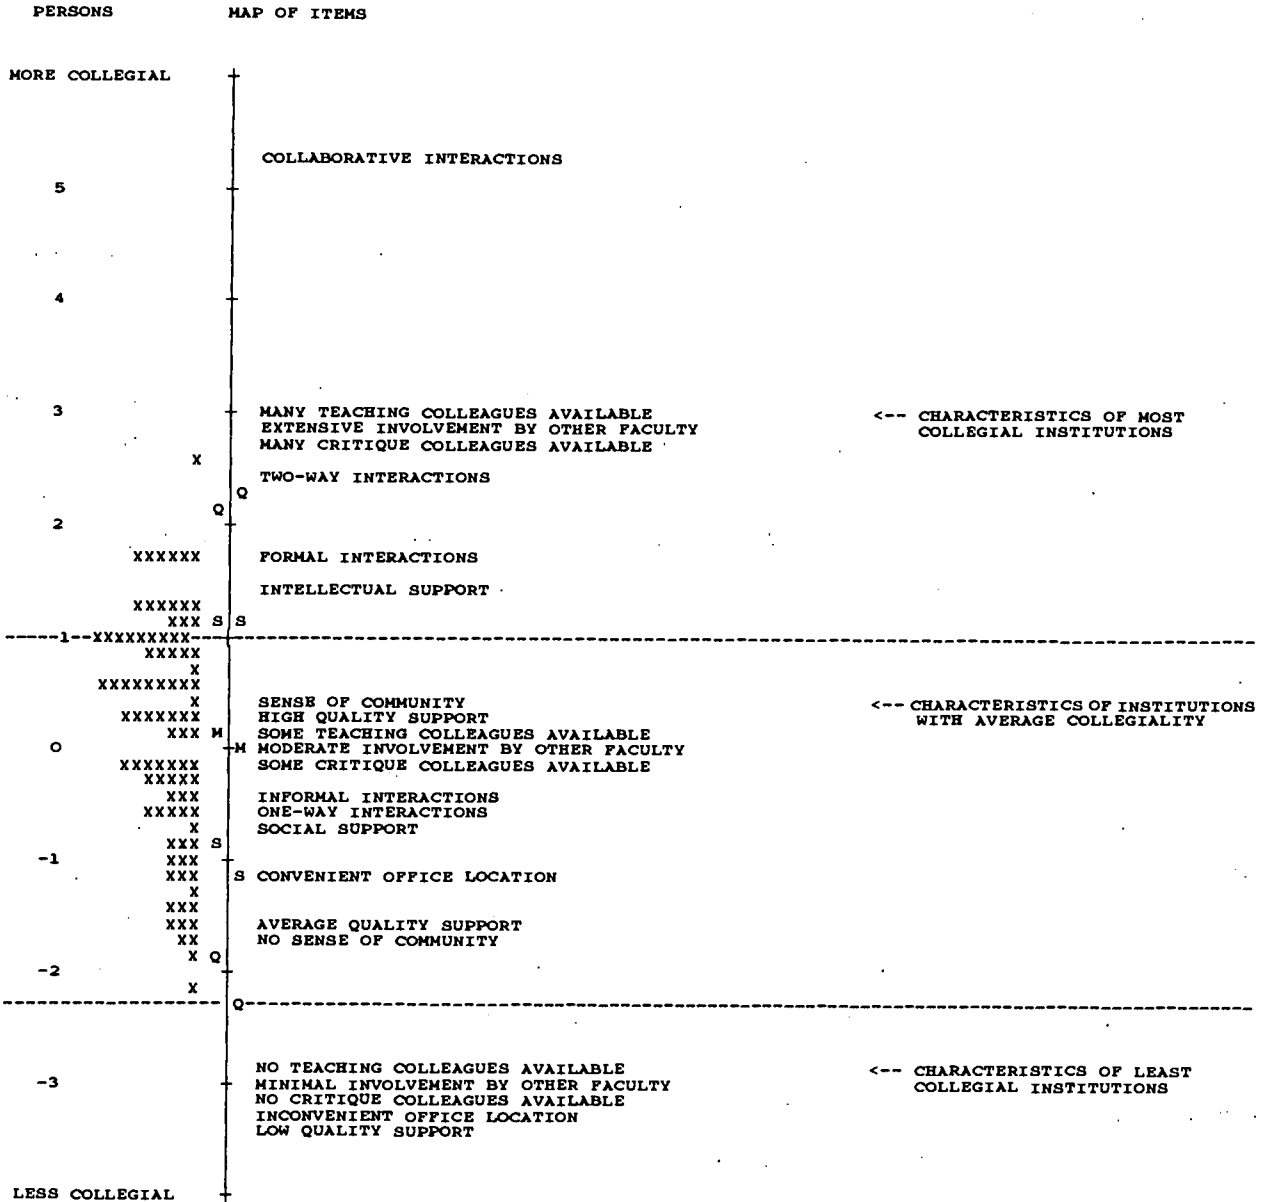 PERSONS MAP OF ITEMS
MORE COLLEGIAL
COLLABORATIVE INTERACTIONS
5
4
3 MANY TEACHING COLLEAGUES AVAILABLE <-- CHARACTERISTICS OF MOST
EXTENSIVE INVOLVEMENT BY OTHER FACULTY COLLEGIAL INSTITUTIONS
MANY CRITIQUE COLLEAGUES AVAILABLE
X
TWO-WAY INTERACTIONS
Q
Q
2
XXXXXX FORMAL INTERACTIONS
INTELLECTUAL SUPPORT
XXXXXX
XXX S S
-----1--XXXXXXXXX----
XXXXX
X
XXXXXXXXX
X SENSE OF COMMUNITY <-- CHARACTERISTICS OF INSTITUTIONS
XXXXXXX HIGH QUALITY SUPPORT WITH AVERAGE COLLEGIALITY
XXX M SOME TEACHING COLLEAGUES AVAILABLE
0 M MODERATE INVOLVEMENT BY OTHER FACULTY
XXXXXXX SOME CRITIQUE COLLEAGUES AVAILABLE
XXXXX
XXX INFORMAL INTERACTIONS
XXXXX ONE-WAY INTERACTIONS
X SOCIAL SUPPORT
XXX S
-1 XXX
XXX S CONVENIENT OFFICE LOCATION
X
XXX
XXX AVERAGE QUALITY SUPPORT
XX NO SENSE OF COMMUNITY
X Q
-2
X
Q
NO TEACHING COLLEAGUES AVAILABLE <-- CHARACTERISTICS OF LEAST
-3 MINIMAL INVOLVEMENT BY OTHER FACULTY COLLEGIAL INSTITUTIONS
NO CRITIQUE COLLEAGUES AVAILABLE
INCONVENIENT OFFICE LOCATION
LOW QUALITY SUPPORT
LESS COLLEGIAL